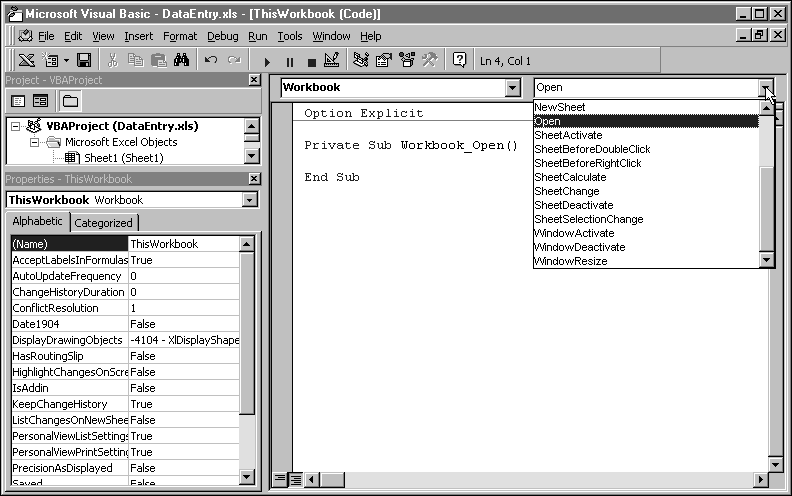 Microsoft Visual Basic - DataEntry.xls - [ThisWorkbook (Code)]
File Edit View Insert Format Debug Run Tools Window Help
Ln 4, Col 1
Project - VBAProject
VBAProject (DataEntry.xls)
Microsoft Excel Objects
Sheet1 (Sheet1)
Properties - ThisWorkbook
ThisWorkbook Workbook
Alphabetic Categorized
(Name) ThisWorkbook
AcceptLabelsInFormulas True
AutoUpdateFrequency 0
ChangeHistoryDuration 0
ConflictResolution 1
Date1904 False
DisplayDrawingObjects -4104 - XlDisplayShape
HasRoutingSlip False
HighlightChangesOnScre False
IsAddin False
KeepChangeHistory True
ListChangesOnNewShee False
PersonalViewListSettings True
PersonalViewPrintSetting True
PrecisionAsDisplayed False
Saved False
Workbook Open
Option Explicit
Private Sub Workbook_Open()
End Sub
NewSheet
Open
SheetActivate
SheetBeforeDoubleClick
SheetBeforeRightClick
SheetCalculate
SheetChange
SheetDeactivate
SheetSelectionChange
WindowActivate
WindowDeactivate
WindowResize